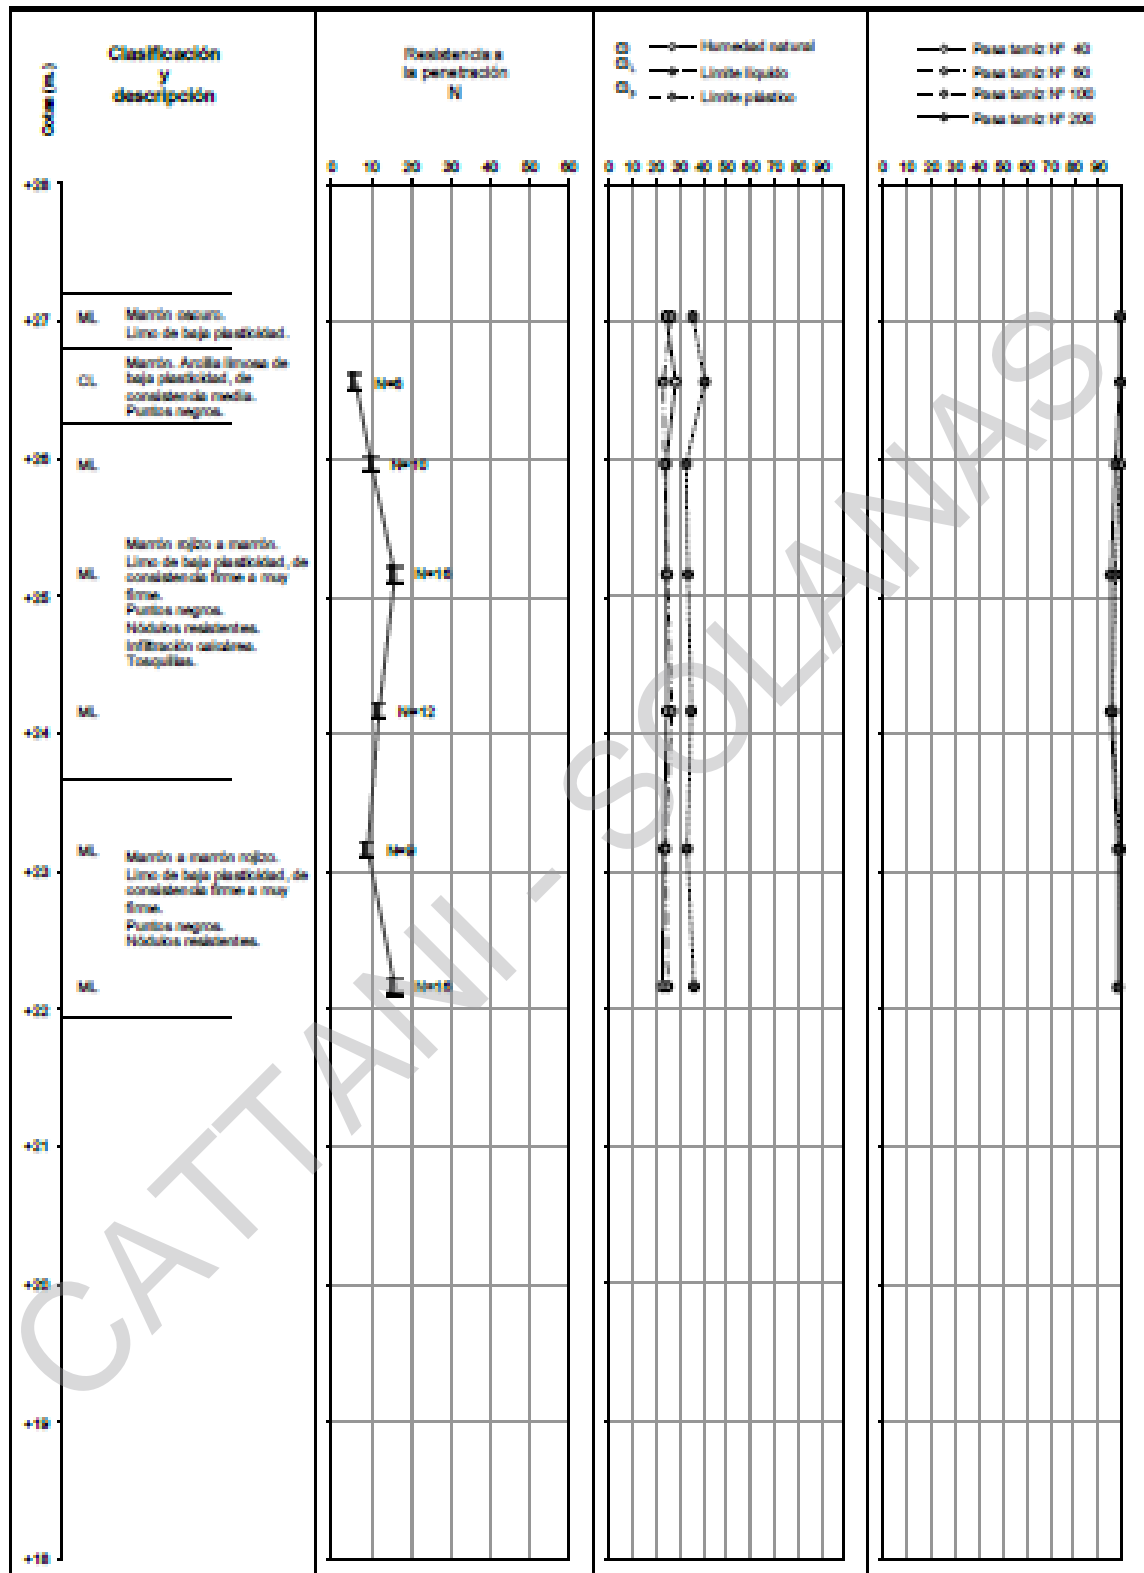 Cotas (m.)
Clasificación
y
descripción
Resistencia a
la penetración
N
Humedad natural
Límite líquido
Límite plástico
Pasa tamiz N° 40
Pasa tamiz N° 60
Pasa tamiz N° 100
Pasa tamiz N° 200
0 10 20 30 40 50 60
0 10 20 30 40 50 60 70 80 90
0 10 20 30 40 50 60 70 80 90
+28
+27
ML Marrón oscuro.
Limo de baja plasticidad.
CL Marrón. Arcilla limosa de
baja plasticidad, de
consistencia media.
Puntos negros.
N=6
+26
ML
N=10
ML
Marrón rojizo a marrón.
Limo de baja plasticidad, de
consistencia firme a muy
firme.
Puntos negros.
Nódulos resistentes.
Infiltración calcárea.
Tosquillas.
+25
ML
N=12
+24
ML
N=9
+23
Marrón a marrón rojizo.
Limo de baja plasticidad, de
consistencia firme a muy
firme.
Puntos negros.
Nódulos resistentes.
ML
+22
+21
+20
+19
+18
CATTANI - SOLANAS